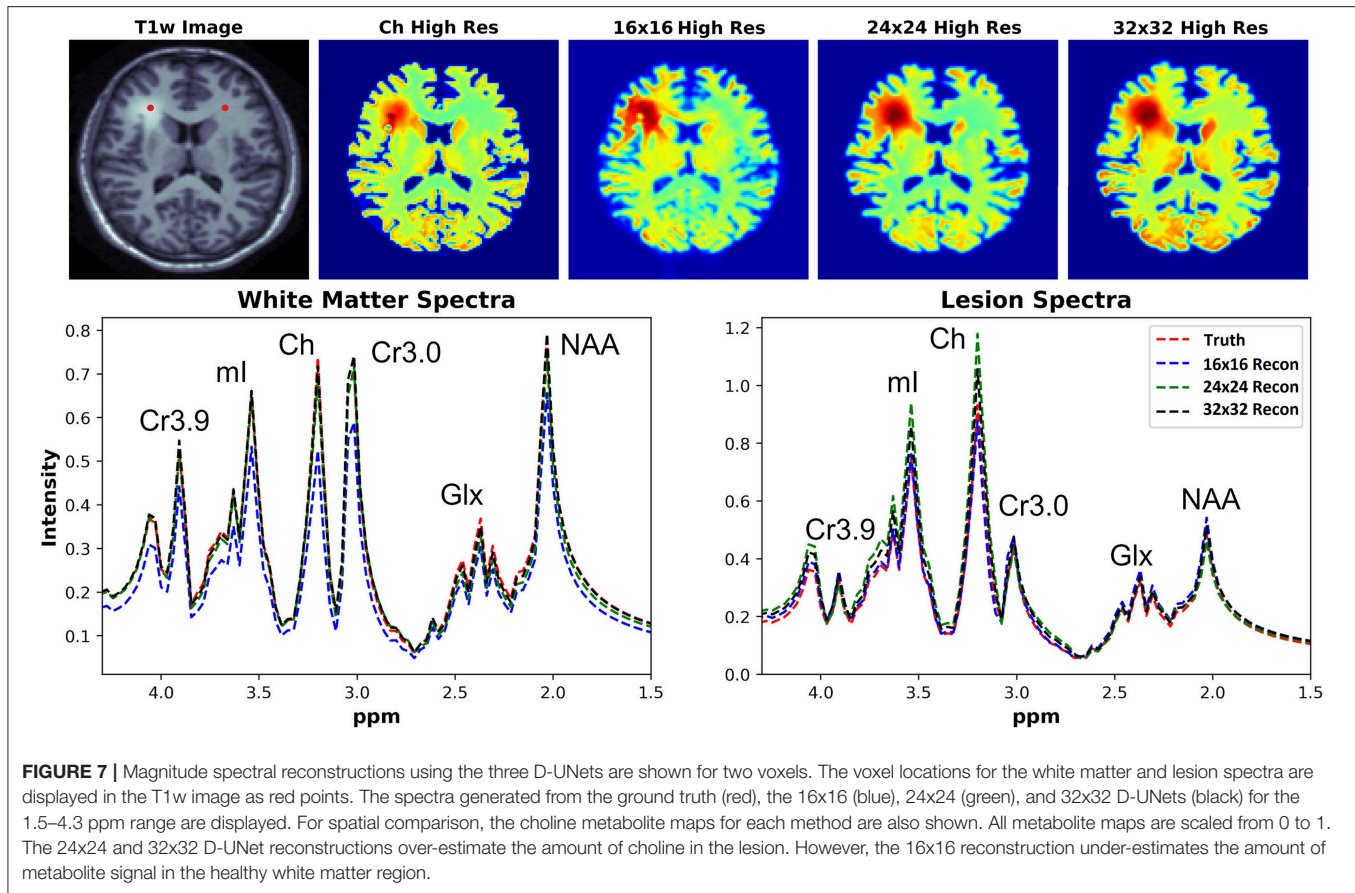 T1w Image
Ch High Res
16x16 High Res
24x24 High Res
32x32 High Res
White Matter Spectra
0.8
0.7
0.6
0.5
0.4
0.3
0.2
0.1
Intensity
Cr3.9
mI
Ch
Cr3.0
Glx
NAA
4.0
3.5
3.0
2.5
2.0
1.5
ppm
Lesion Spectra
1.2
1.0
0.8
0.6
0.4
0.2
0.0
Cr3.9
mI
Ch
Cr3.0
Glx
NAA
Truth
16x16 Recon
24x24 Recon
32x32 Recon
4.0
3.5
3.0
2.5
2.0
1.5
ppm
FIGURE 7 | Magnitude spectral reconstructions using the three D-UNets are shown for two voxels. The voxel locations for the white matter and lesion spectra are
displayed in the T1w image as red points. The spectra generated from the ground truth (red), the 16x16 (blue), 24x24 (green), and 32x32 D-UNets (black) for the
1.5–4.3 ppm range are displayed. For spatial comparison, the choline metabolite maps for each method are also shown. All metabolite maps are scaled from 0 to 1.
The 24x24 and 32x32 D-UNet reconstructions over-estimate the amount of choline in the lesion. However, the 16x16 reconstruction under-estimates the amount of
metabolite signal in the healthy white matter region.